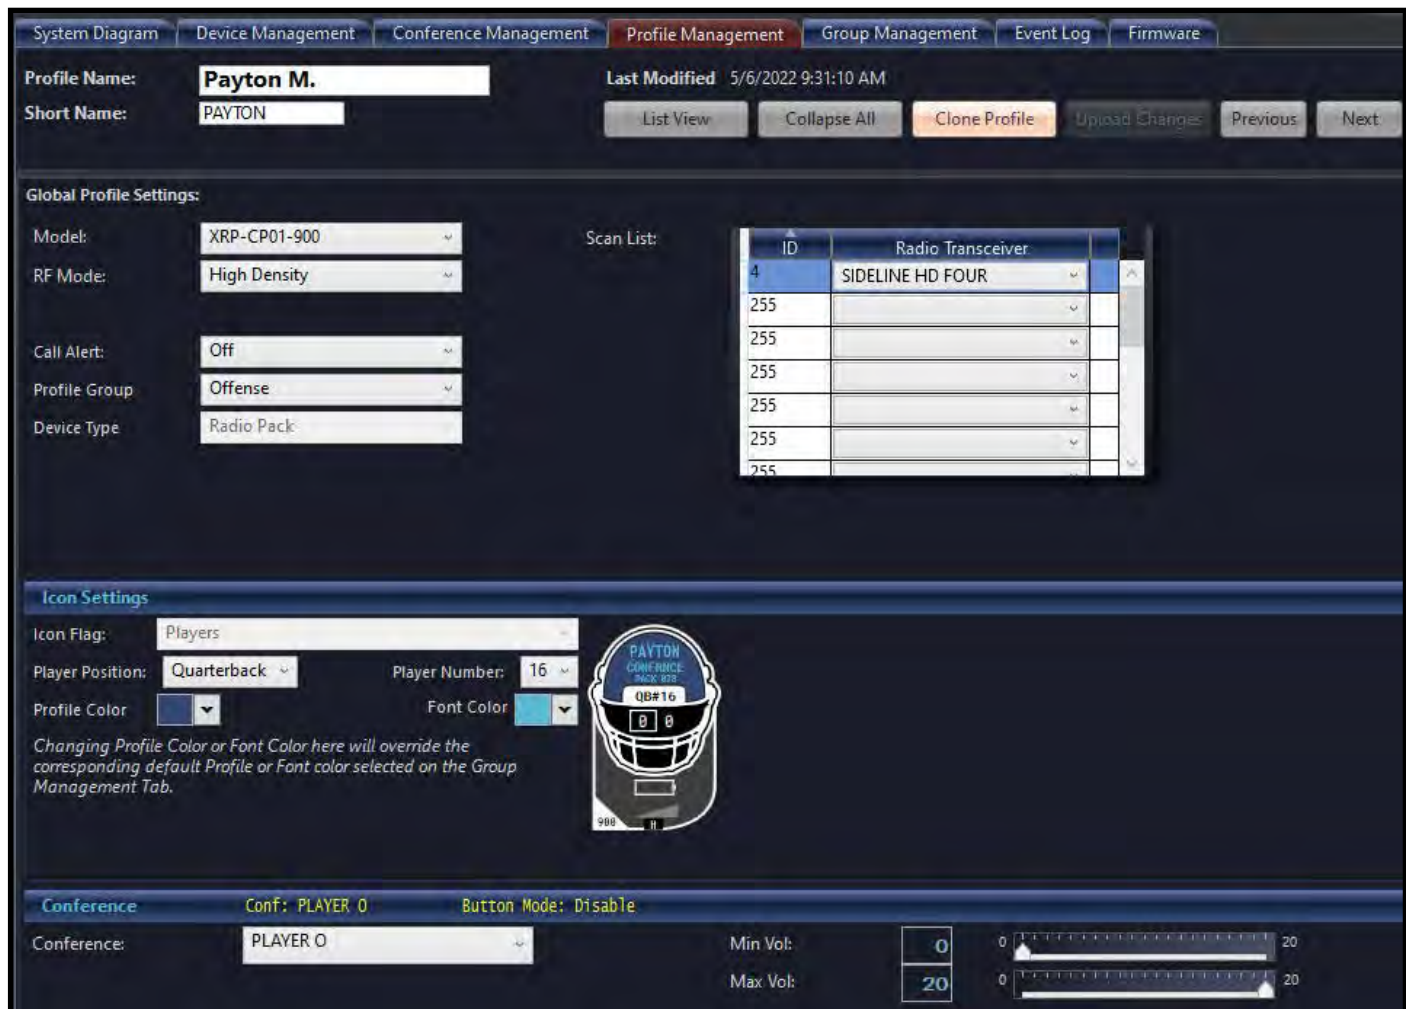 System Diagram Device Management Conference Management Profile Management Group Management Event Log Firmware
Profile Name: Payton M. Last Modified 5/6/2022 9:31:10 AM
Short Name: PAYTON
List View Collapse All Clone Profile Upload Changes Previous Next
Global Profile Settings:
Model: XRP-CP01-900 Scan List: ID Radio Transceiver
RF Mode: High Density 4 SIDELINE HD FOUR
255
Call Alert: Off 255
Profile Group Offense 255
255
Device Type Radio Pack 255
255
Icon Settings
Icon Flag: Players
Player Position: Quarterback Player Number: 16
Profile Color Font Color
Changing Profile Color or Font Color here will override the
corresponding default Profile or Font color selected on the Group
Management Tab.
PAYTON
CONFRNCE
PACK 028
QB#16
0 0
900 H
Conference Conf: PLAYER O Button Mode: Disable
Conference: PLAYER O Min Vol: 0 0 20
Max Vol: 20 0 20